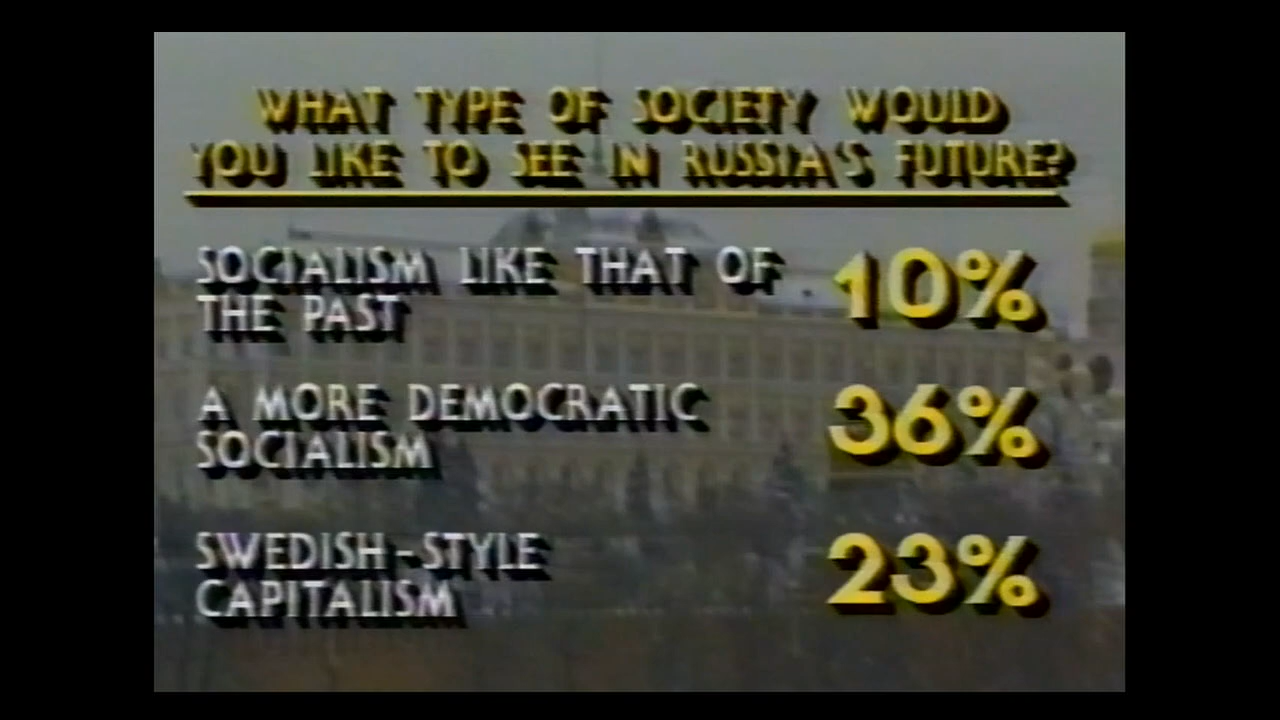 WHAT TYPE OF SOCIETY WOULD
YOU LIKE TO SEE IN RUSSIA'S FUTURE?
SOCIALISM LIKE THAT OF
THE PAST
10%
A MORE DEMOCRATIC
SOCIALISM
36%
SWEDISH-STYLE
CAPITALISM
23%